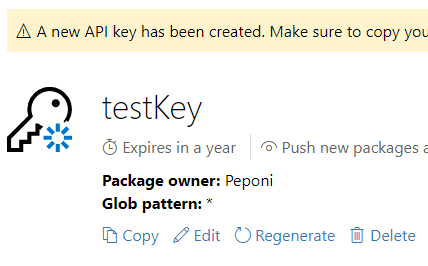 A new API key has been created. Make sure to copy you
testKey
Expires in a year Push new packages a
Package owner: Peponi
Glob pattern: *
Copy Edit Regenerate Delete